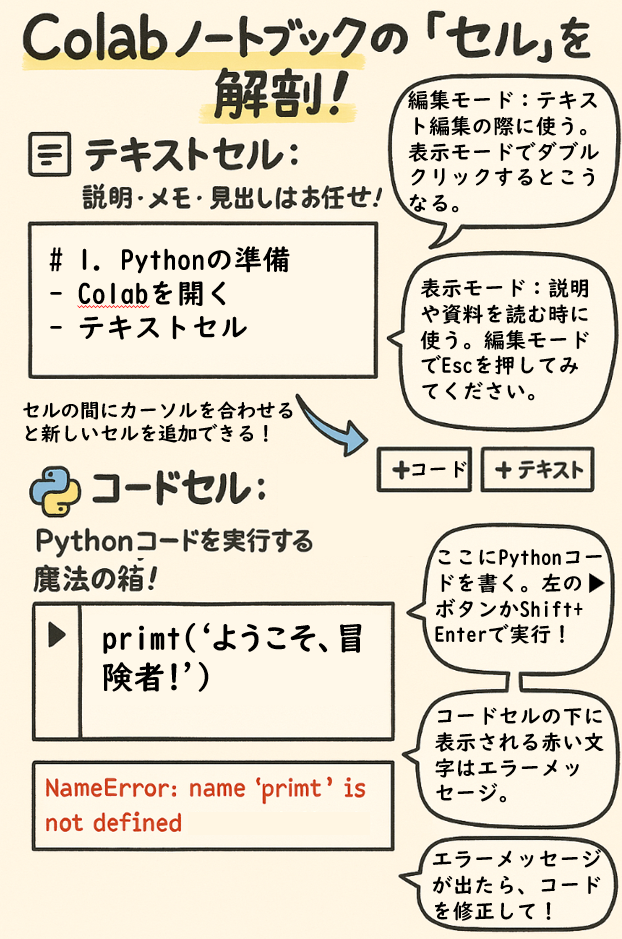 Colabノートブックの「セル」を
解剖!
テキストセル:
説明・メモ・見出しはお任せ!
編集モード：テキス
ト編集の際に使う。
表示モードでダブル
クリックするとこう
なる。
# 1. Pythonの準備
- Colabを開く
- テキストセル
表示モード：説明
や資料を読む時に
使う。編集モード
でEscを押してみ
てください。
セルの間にカーソルを合わせる
と新しいセルを追加できる！
+コード
+ テキスト
コードセル:
Pythonコードを実行する
魔法の箱!
ここにPythonコー
ドを書く。左の▶
ボタンかShift+
Enterで実行！
primt(‘ようこそ、冒
険者!’)
コードセルの下に
表示される赤い文
字はエラーメッ
セージ。
NameError: name ‘primt’ is
not defined
エラーメッセージ
が出たら、コード
を修正して！